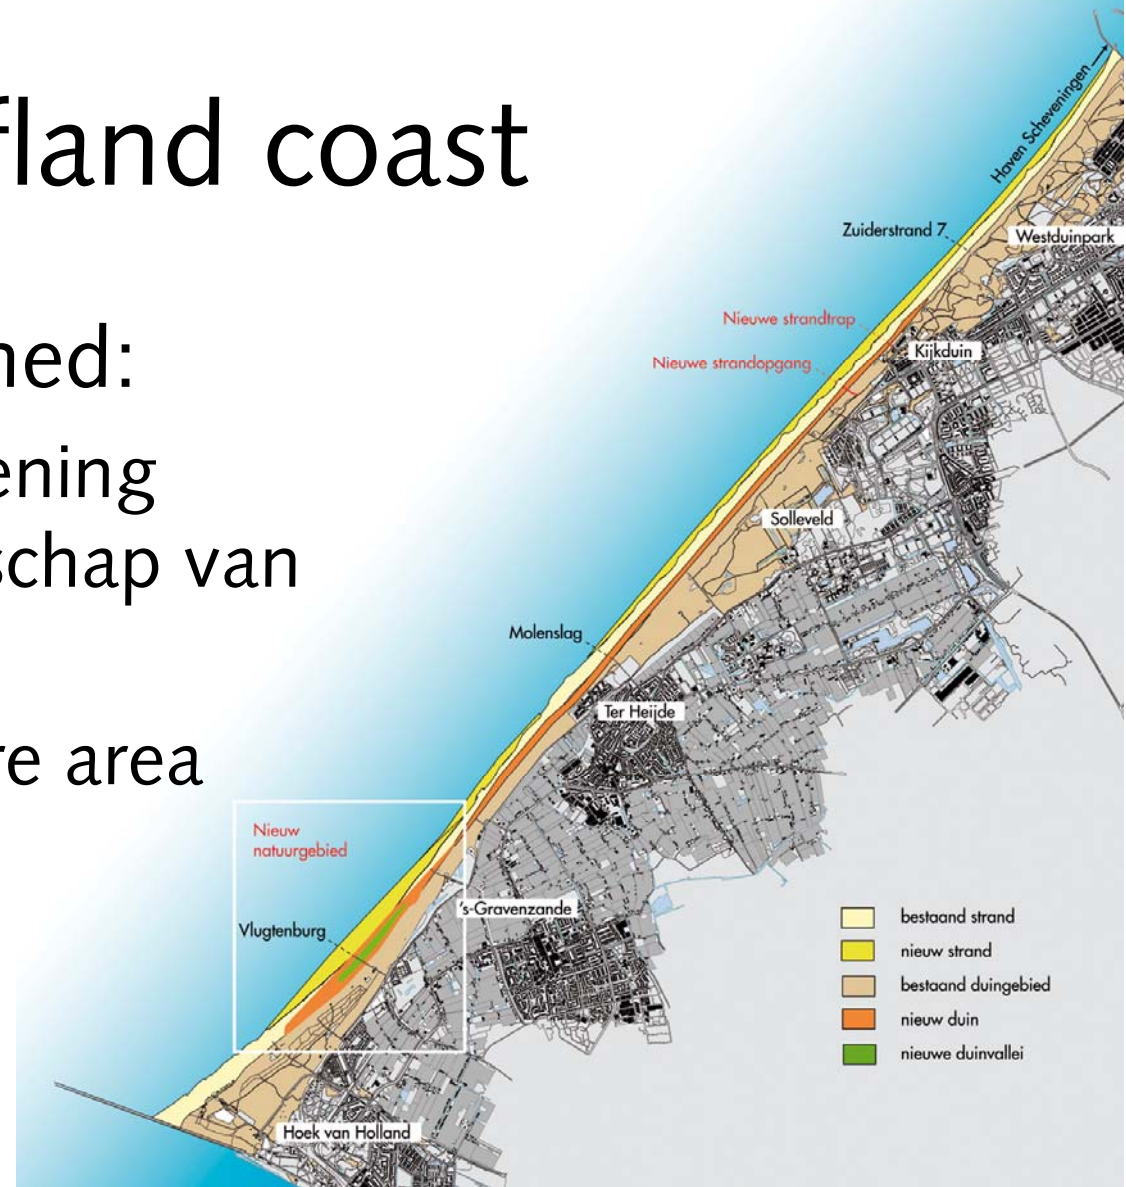 fland coast
ned:
ening
schap van
re area
Haven Scheveningen
Zuiderstrand 7
Westduinpark
Nieuwe strandtrap
Kijkduin
Nieuwe strandopgang
Solleveld
Molenslag
Ter Heijde
Nieuw
natuurgebied
's-Gravenzande
Vlugtenburg
bestaand strand
nieuw strand
bestaand duingebied
nieuw duin
nieuwe duinvallei
Hoek van Holland